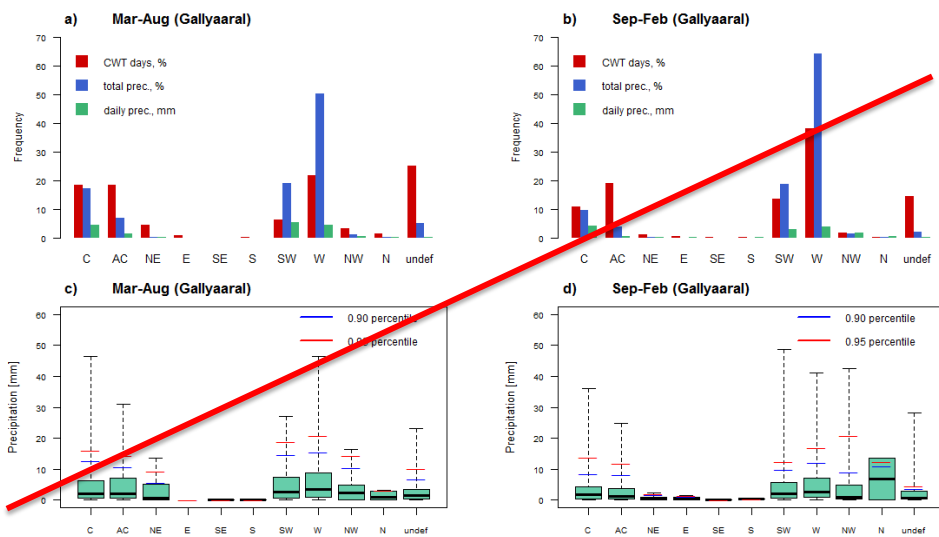 a) Mar-Aug (Gallyaaral)
70
60
50
40
30
20
10
0
Frequency
CWT days, %
total prec., %
daily prec., mm
C AC NE E SE S SW W NW N undef
b) Sep-Feb (Gallyaaral)
70
60
50
40
30
20
10
0
Frequency
CWT days, %
total prec., %
daily prec., mm
C AC NE E SE S SW W NW N undef
c) Mar-Aug (Gallyaaral)
60
50
40
30
20
10
0
Precipitation [mm]
0.90 percentile
percentile
C AC NE E SE S SW W NW N undef
d) Sep-Feb (Gallyaaral)
60
50
40
30
20
10
0
Precipitation [mm]
0.90 percentile
0.95 percentile
C AC NE E SE S SW W NW N undef